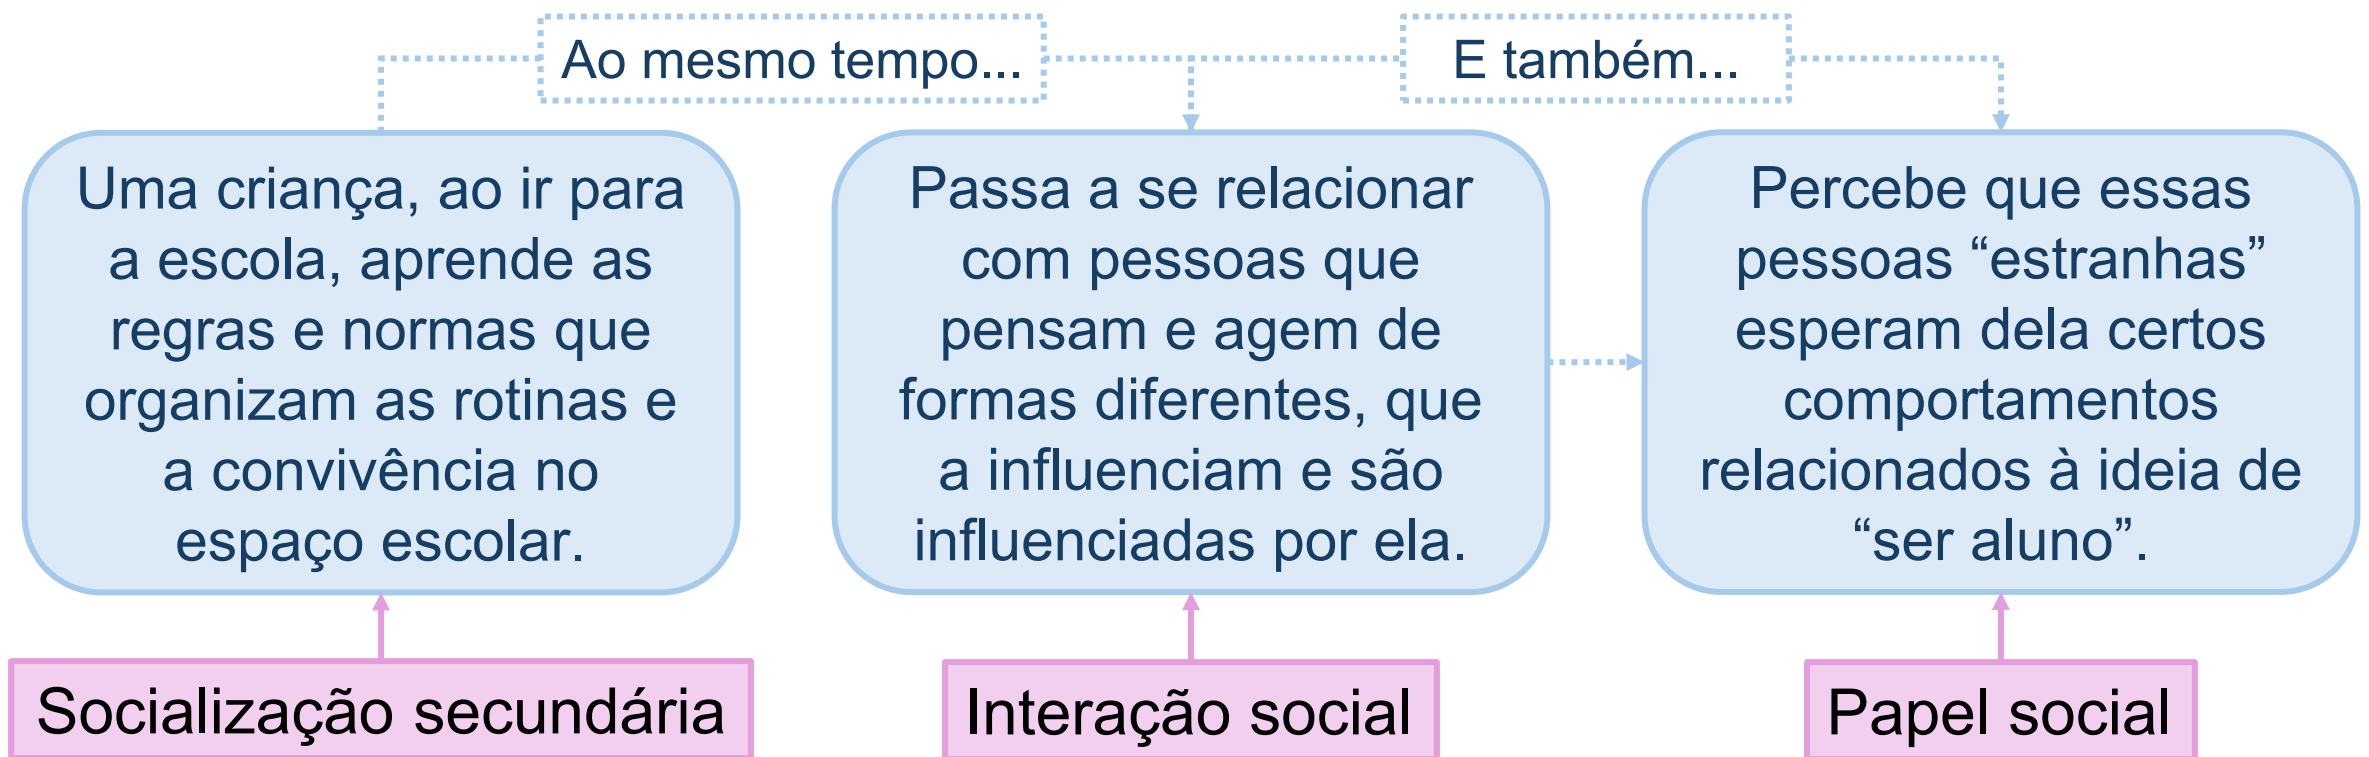 Ao mesmo tempo...
E também...
Uma criança, ao ir para
a escola, aprende as
regras e normas que
organizam as rotinas e
a convivência no
espaço escolar.
Passa a se relacionar
com pessoas que
pensam e agem de
formas diferentes, que
a influenciam e são
influenciadas por ela.
Percebe que essas
pessoas “estranhas”
esperam dela certos
comportamentos
relacionados à ideia de
“ser aluno”.
Socialização secundária
Interação social
Papel social